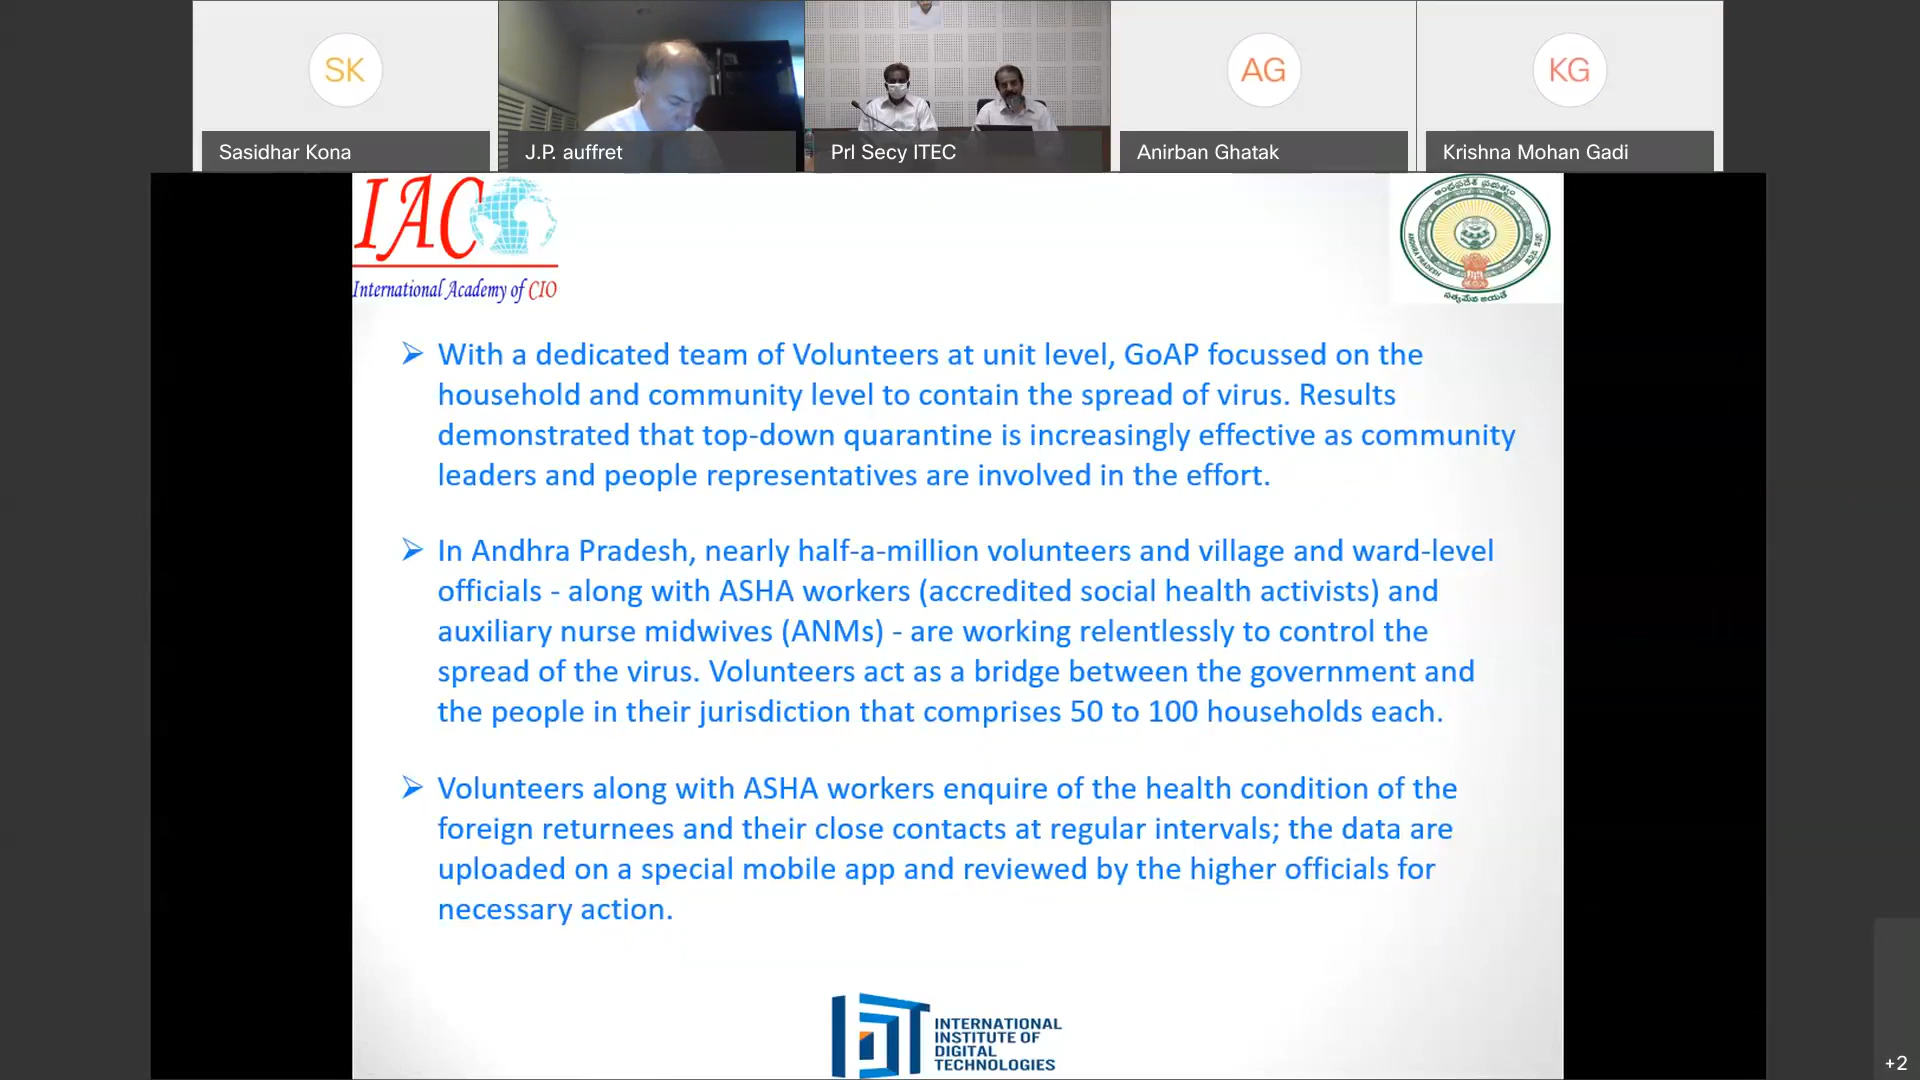 SK
AG
KG
Sasidhar Kona
J.P. auffret
Prl Secy ITEC
Anirban Ghatak
Krishna Mohan Gadi
IAC
International Academy of CIO
ANDHRA PRADESH
సత్యమేవ జయతే
➢ With a dedicated team of Volunteers at unit level, GoAP focussed on the
household and community level to contain the spread of virus. Results
demonstrated that top-down quarantine is increasingly effective as community
leaders and people representatives are involved in the effort.
➢ In Andhra Pradesh, nearly half-a-million volunteers and village and ward-level
officials - along with ASHA workers (accredited social health activists) and
auxiliary nurse midwives (ANMs) - are working relentlessly to control the
spread of the virus. Volunteers act as a bridge between the government and
the people in their jurisdiction that comprises 50 to 100 households each.
➢ Volunteers along with ASHA workers enquire of the health condition of the
foreign returnees and their close contacts at regular intervals; the data are
uploaded on a special mobile app and reviewed by the higher officials for
necessary action.
INTERNATIONAL
INSTITUTE OF
DIGITAL
TECHNOLOGIES
+2